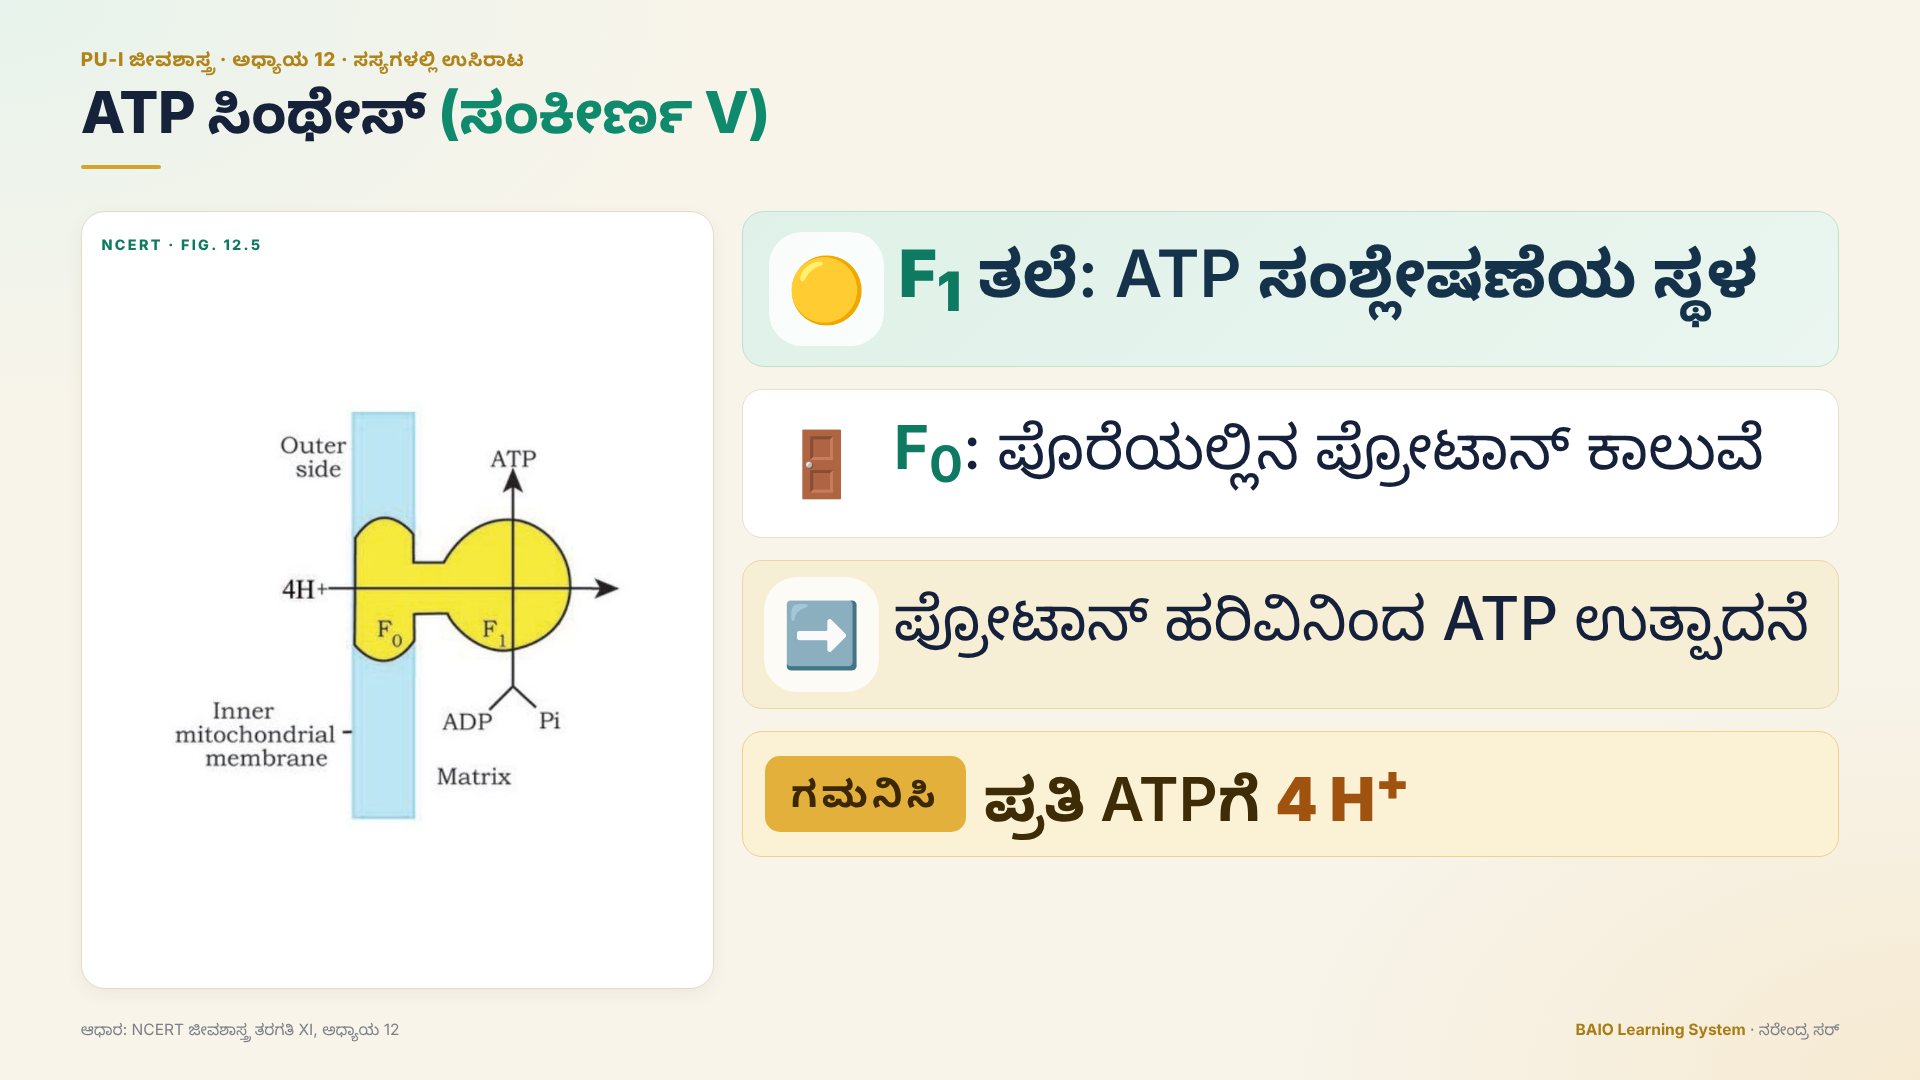 PU-I ಜೀವಶಾಸ್ತ್ರ · ಅಧ್ಯಾಯ 12 · ಸಸ್ಯಗಳಲ್ಲಿ ಉಸಿರಾಟ
ATP ಸಿಂಥೇಸ್ (ಸಂಕೀರ್ಣ V)
NCERT · FIG. 12.5
Outer
side
ATP
4H+
F₀
F₁
Inner
mitochondrial
membrane
ADP
Pi
Matrix
F₁ ತಲೆ: ATP ಸಂಶ್ಲೇಷಣೆಯ ಸ್ಥಳ
F₀: ಪೊರೆಯಲ್ಲಿನ ಪ್ರೋಟಾನ್ ಕಾಲುವೆ
ಪ್ರೋಟಾನ್ ಹರಿವಿನಿಂದ ATP ಉತ್ಪಾದನೆ
ಗಮನಿಸಿ ಪ್ರತಿ ATPಗೆ 4 H⁺
ಆಧಾರ: NCERT ಜೀವಶಾಸ್ತ್ರ ತರಗತಿ XI, ಅಧ್ಯಾಯ 12
BAIO Learning System · ನರೇಂದ್ರ ಸರ್